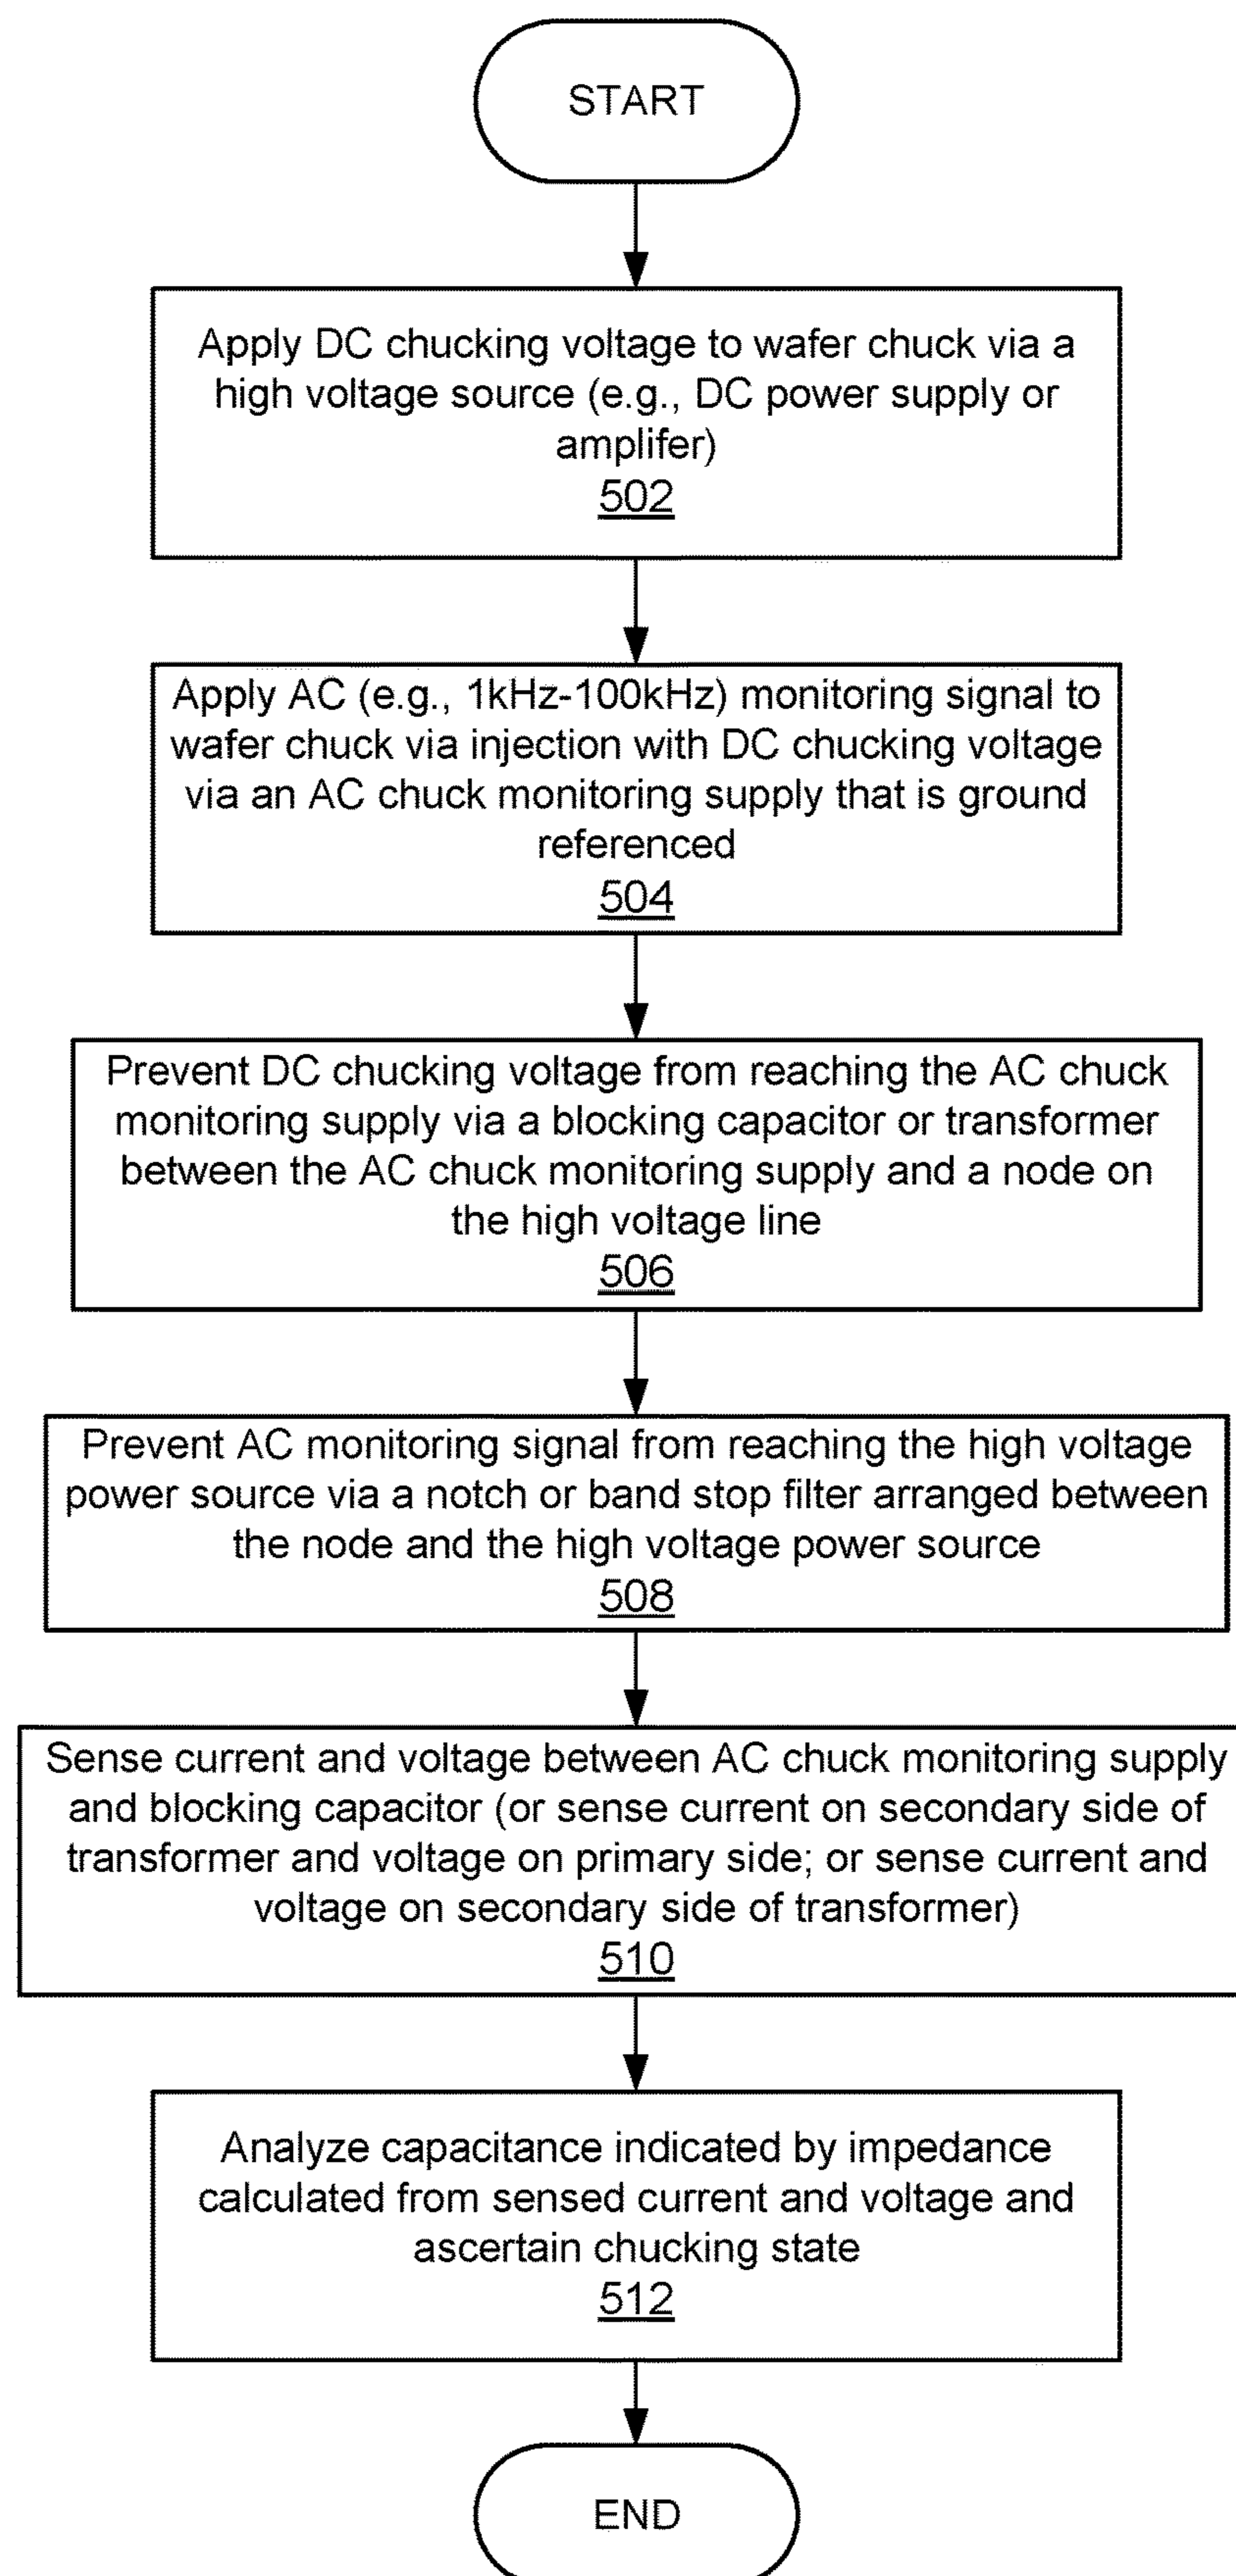 START
Apply DC chucking voltage to wafer chuck via a
high voltage source (e.g., DC power supply or
amplifer)
502
Apply AC (e.g., 1kHz-100kHz) monitoring signal to
wafer chuck via injection with DC chucking voltage
via an AC chuck monitoring supply that is ground
referenced
504
Prevent DC chucking voltage from reaching the AC chuck
monitoring supply via a blocking capacitor or transformer
between the AC chuck monitoring supply and a node on
the high voltage line
506
Prevent AC monitoring signal from reaching the high voltage
power source via a notch or band stop filter arranged between
the node and the high voltage power source
508
Sense current and voltage between AC chuck monitoring supply
and blocking capacitor (or sense current on secondary side of
transformer and voltage on primary side; or sense current and
voltage on secondary side of transformer)
510
Analyze capacitance indicated by impedance
calculated from sensed current and voltage and
ascertain chucking state
512
END